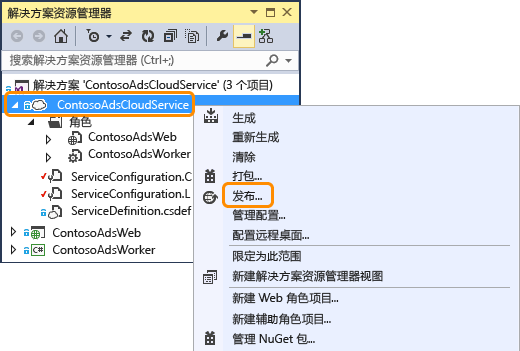 解决方案资源管理器
搜索解决方案资源管理器 (Ctrl+;)
解决方案 'ContosoAdsCloudService' (3 个项目)
ContosoAdsCloudService
角色
ContosoAdsWeb
ContosoAdsWorker
ServiceConfiguration.C
ServiceConfiguration.L
ServiceDefinition.csdef
ContosoAdsWeb
C# ContosoAdsWorker
生成
重新生成
清除
打包...
发布...
管理配置...
配置远程桌面...
限定为此范围
新建解决方案资源管理器视图
新建 Web 角色项目...
新建辅助角色项目...
管理 NuGet 包...